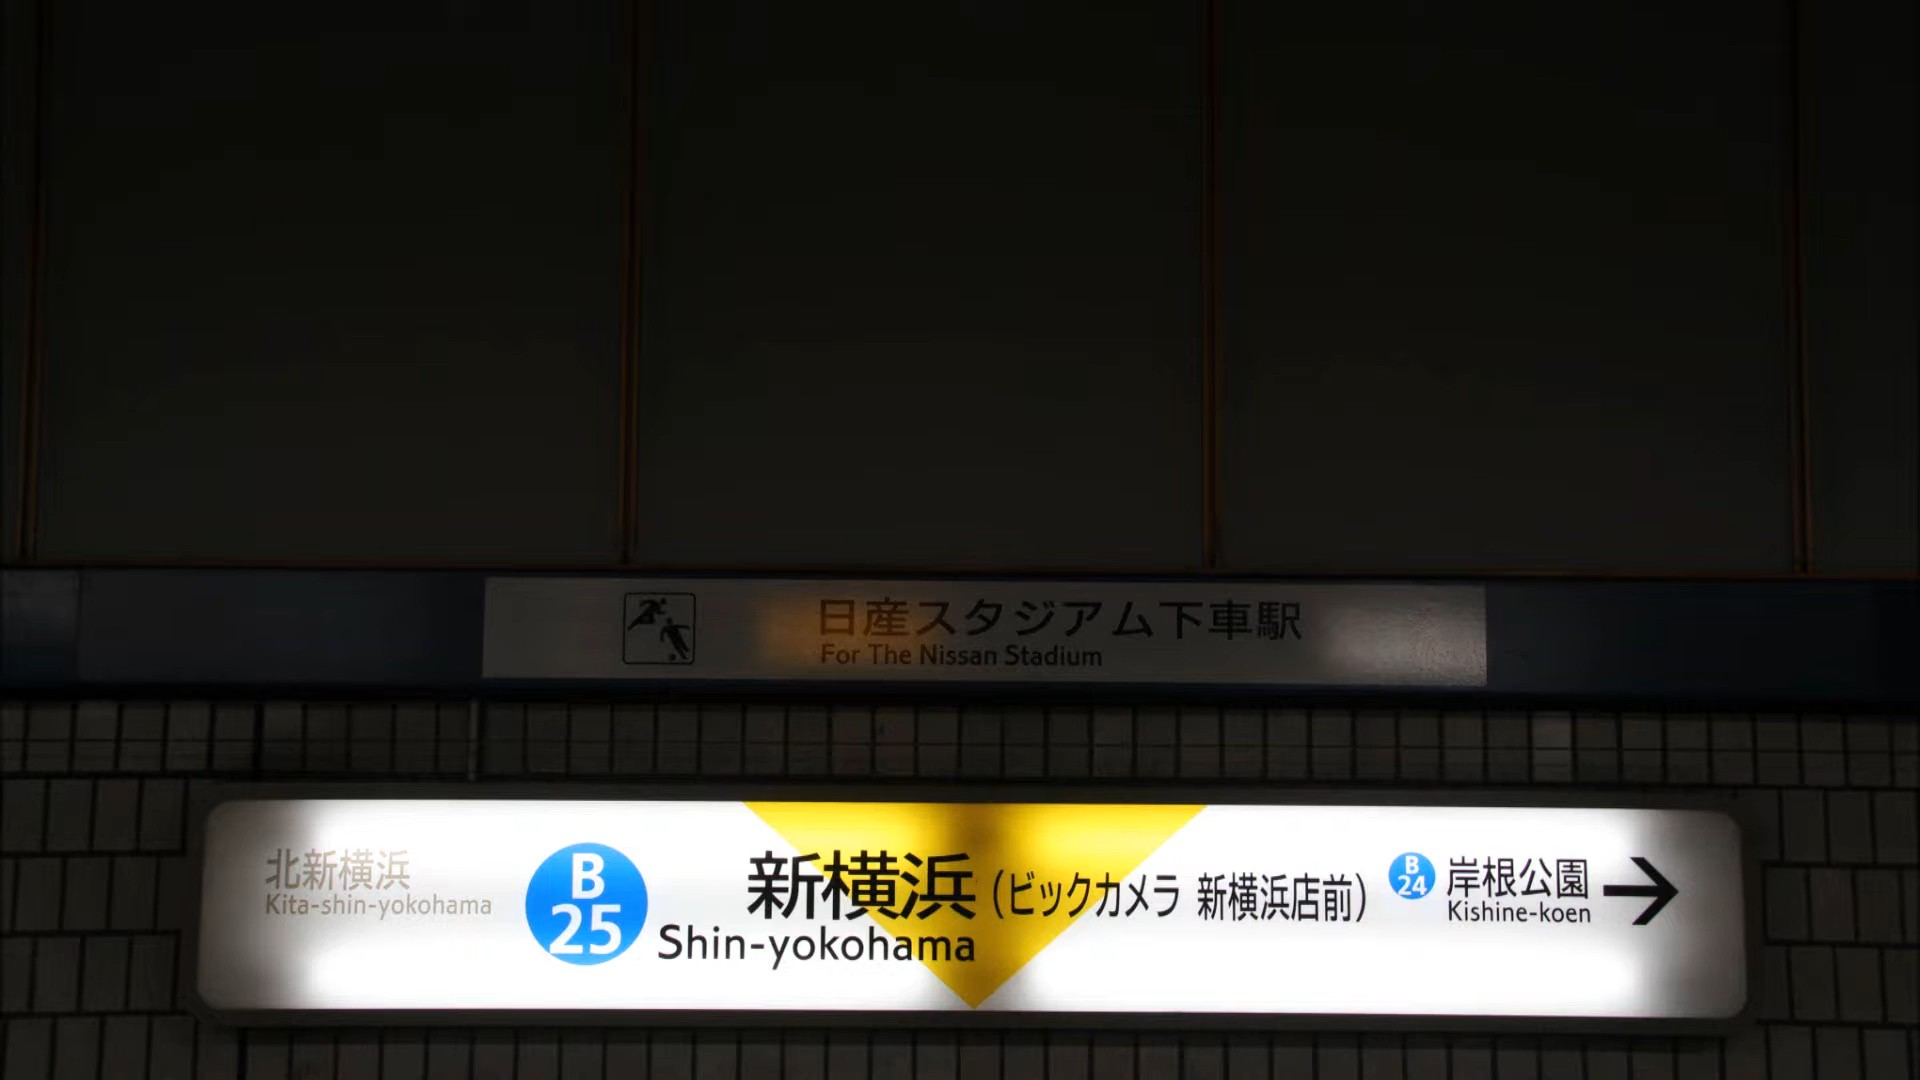 日産スタジアム下車駅
For The Nissan Stadium
北新横浜
Kita-shin-yokohama
B
25
新横浜 (ビックカメラ 新横浜店前)
Shin-yokohama
B
24
岸根公園
Kishine-koen